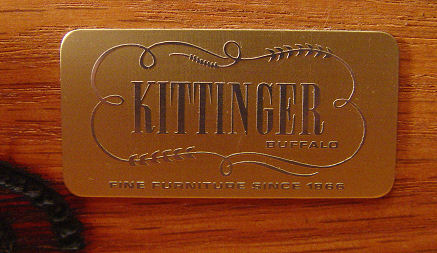 KITTINGER
BUFFALO
FINE FURNITURE SINCE 1866